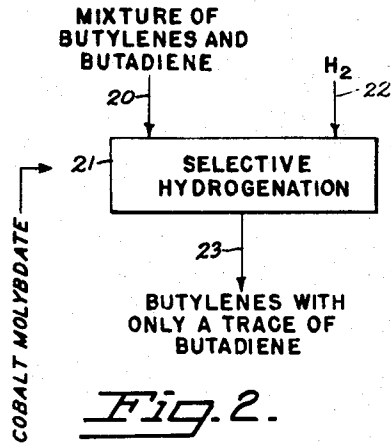 MIXTURE OF
BUTYLENES AND
BUTADIENE
H2
20
22
21
SELECTIVE
HYDROGENATION
23
BUTYLENES WITH
ONLY A TRACE OF
BUTADIENE
COBALT MOLYBDATE
Fig. 2.